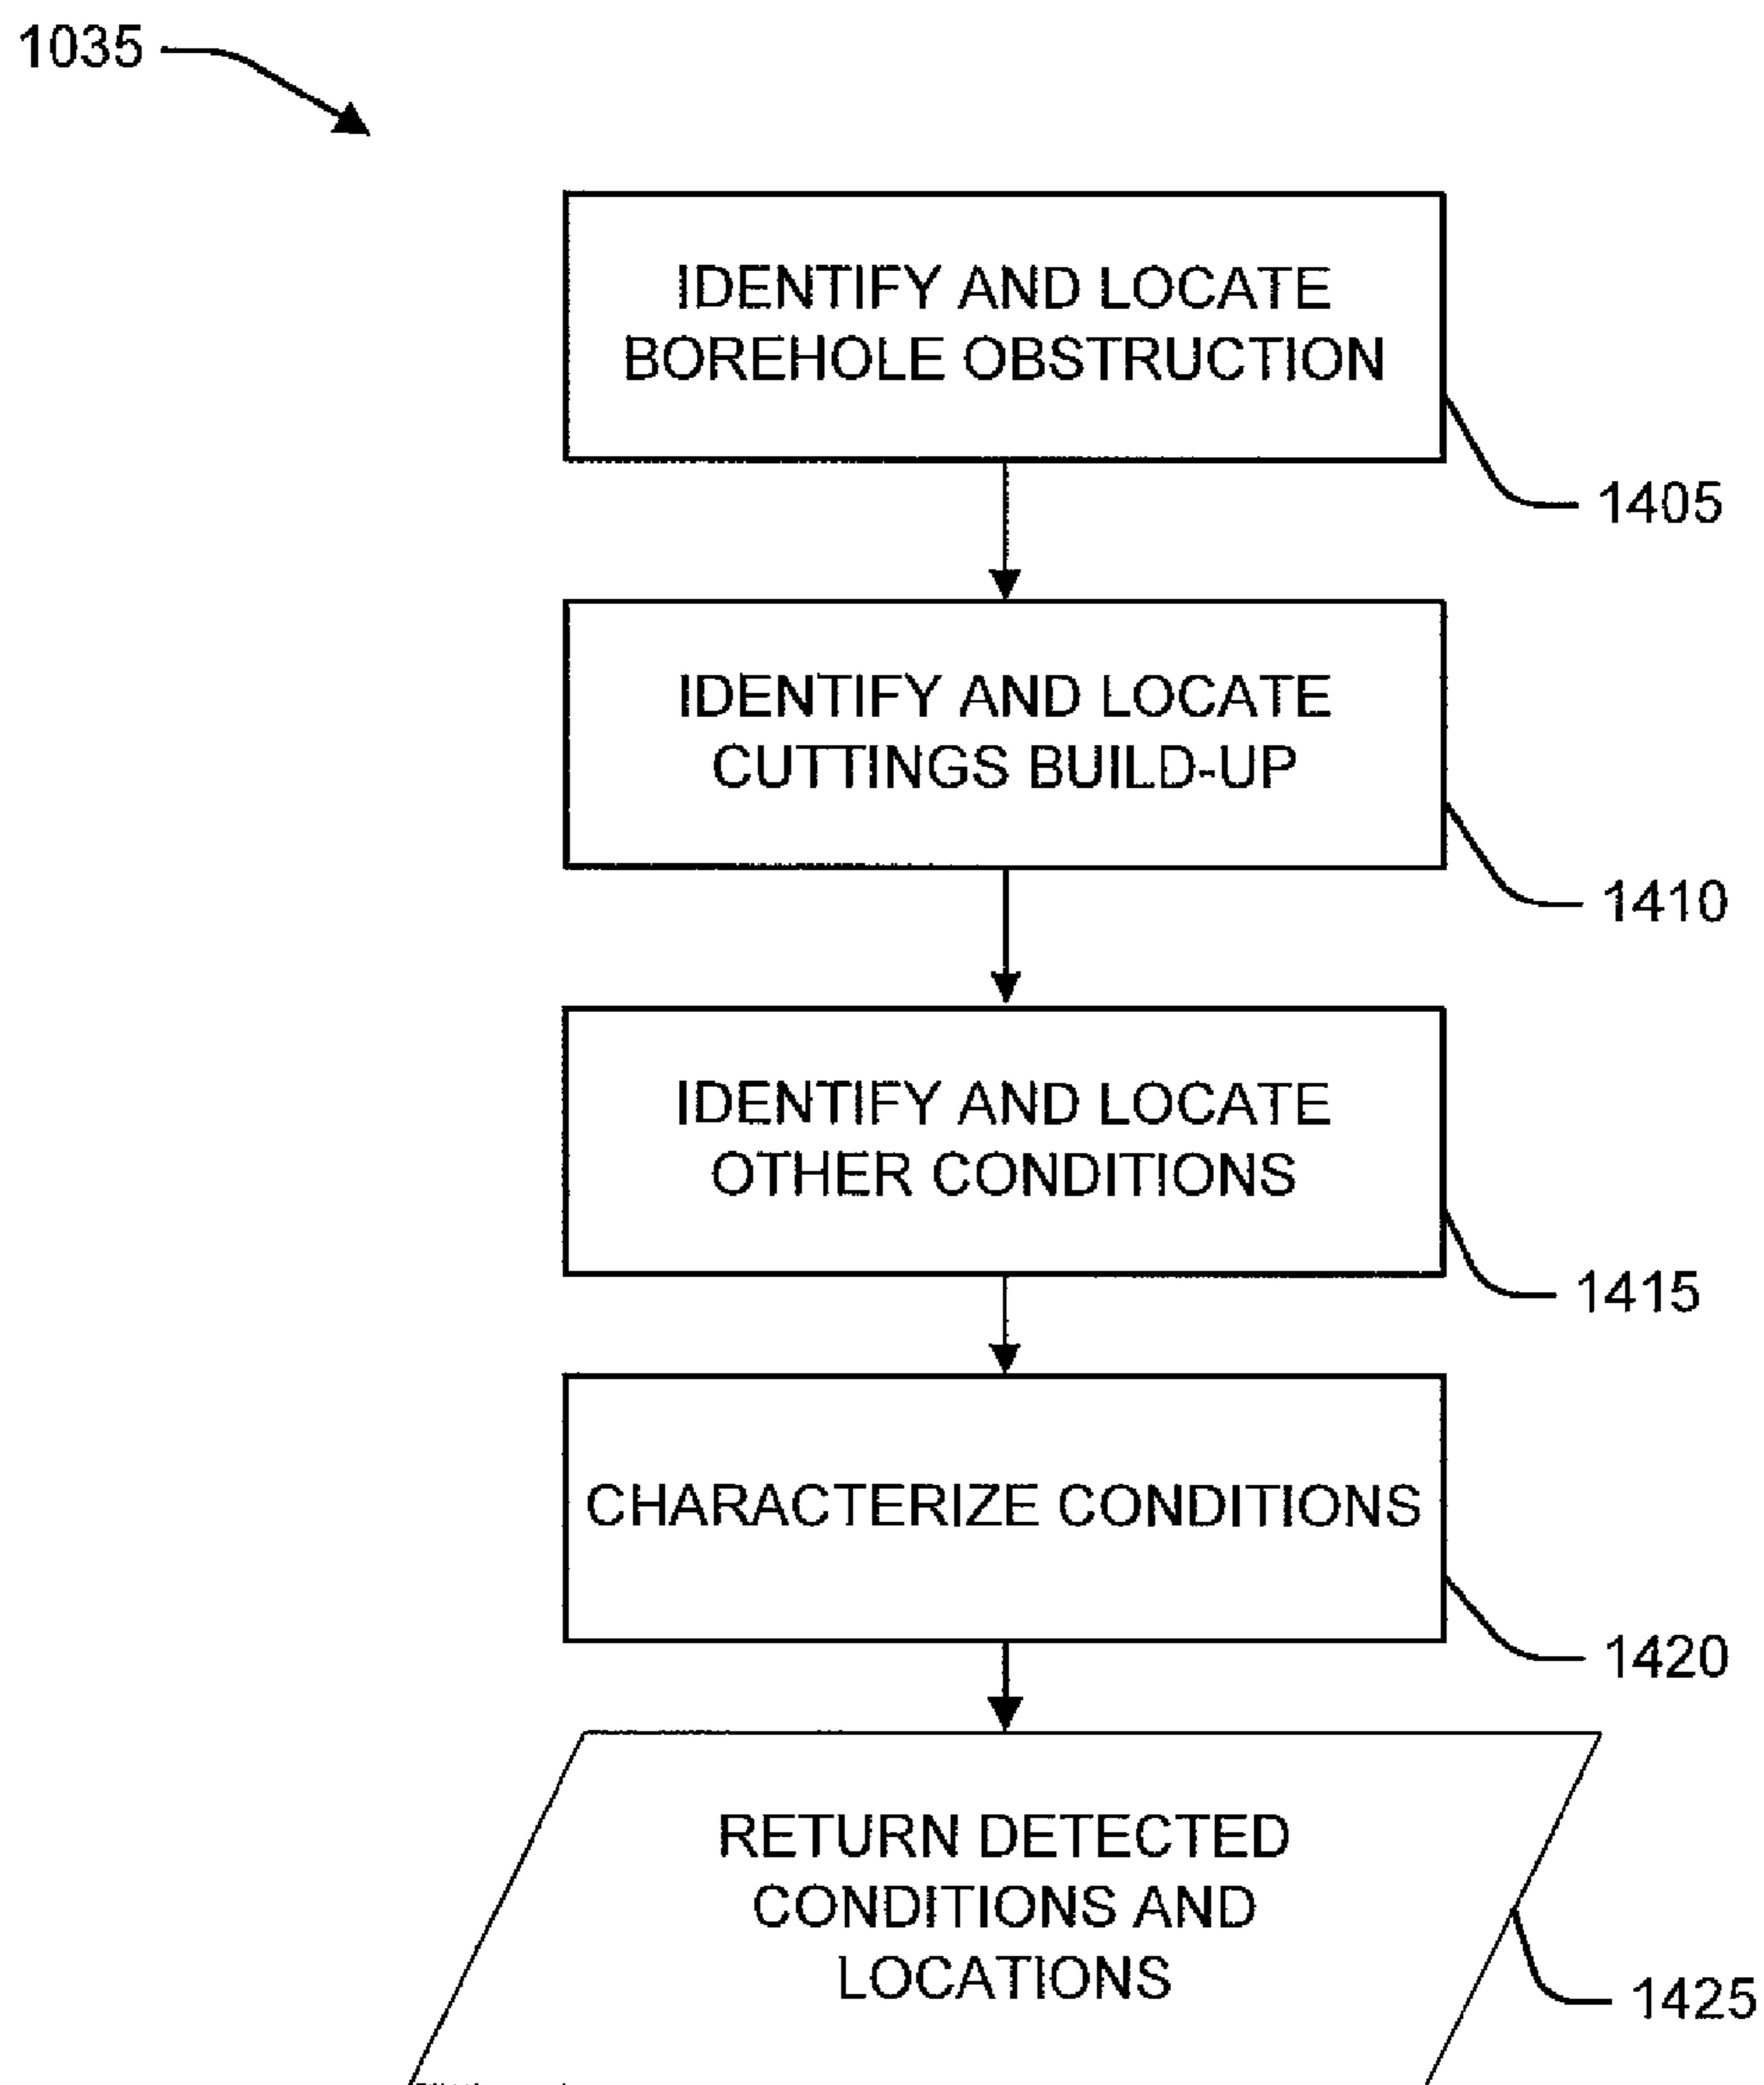 1035
IDENTIFY AND LOCATE
BOREHOLE OBSTRUCTION
1405
IDENTIFY AND LOCATE
CUTTINGS BUILD-UP
1410
IDENTIFY AND LOCATE
OTHER CONDITIONS
1415
CHARACTERIZE CONDITIONS
1420
RETURN DETECTED
CONDITIONS AND
LOCATIONS
1425